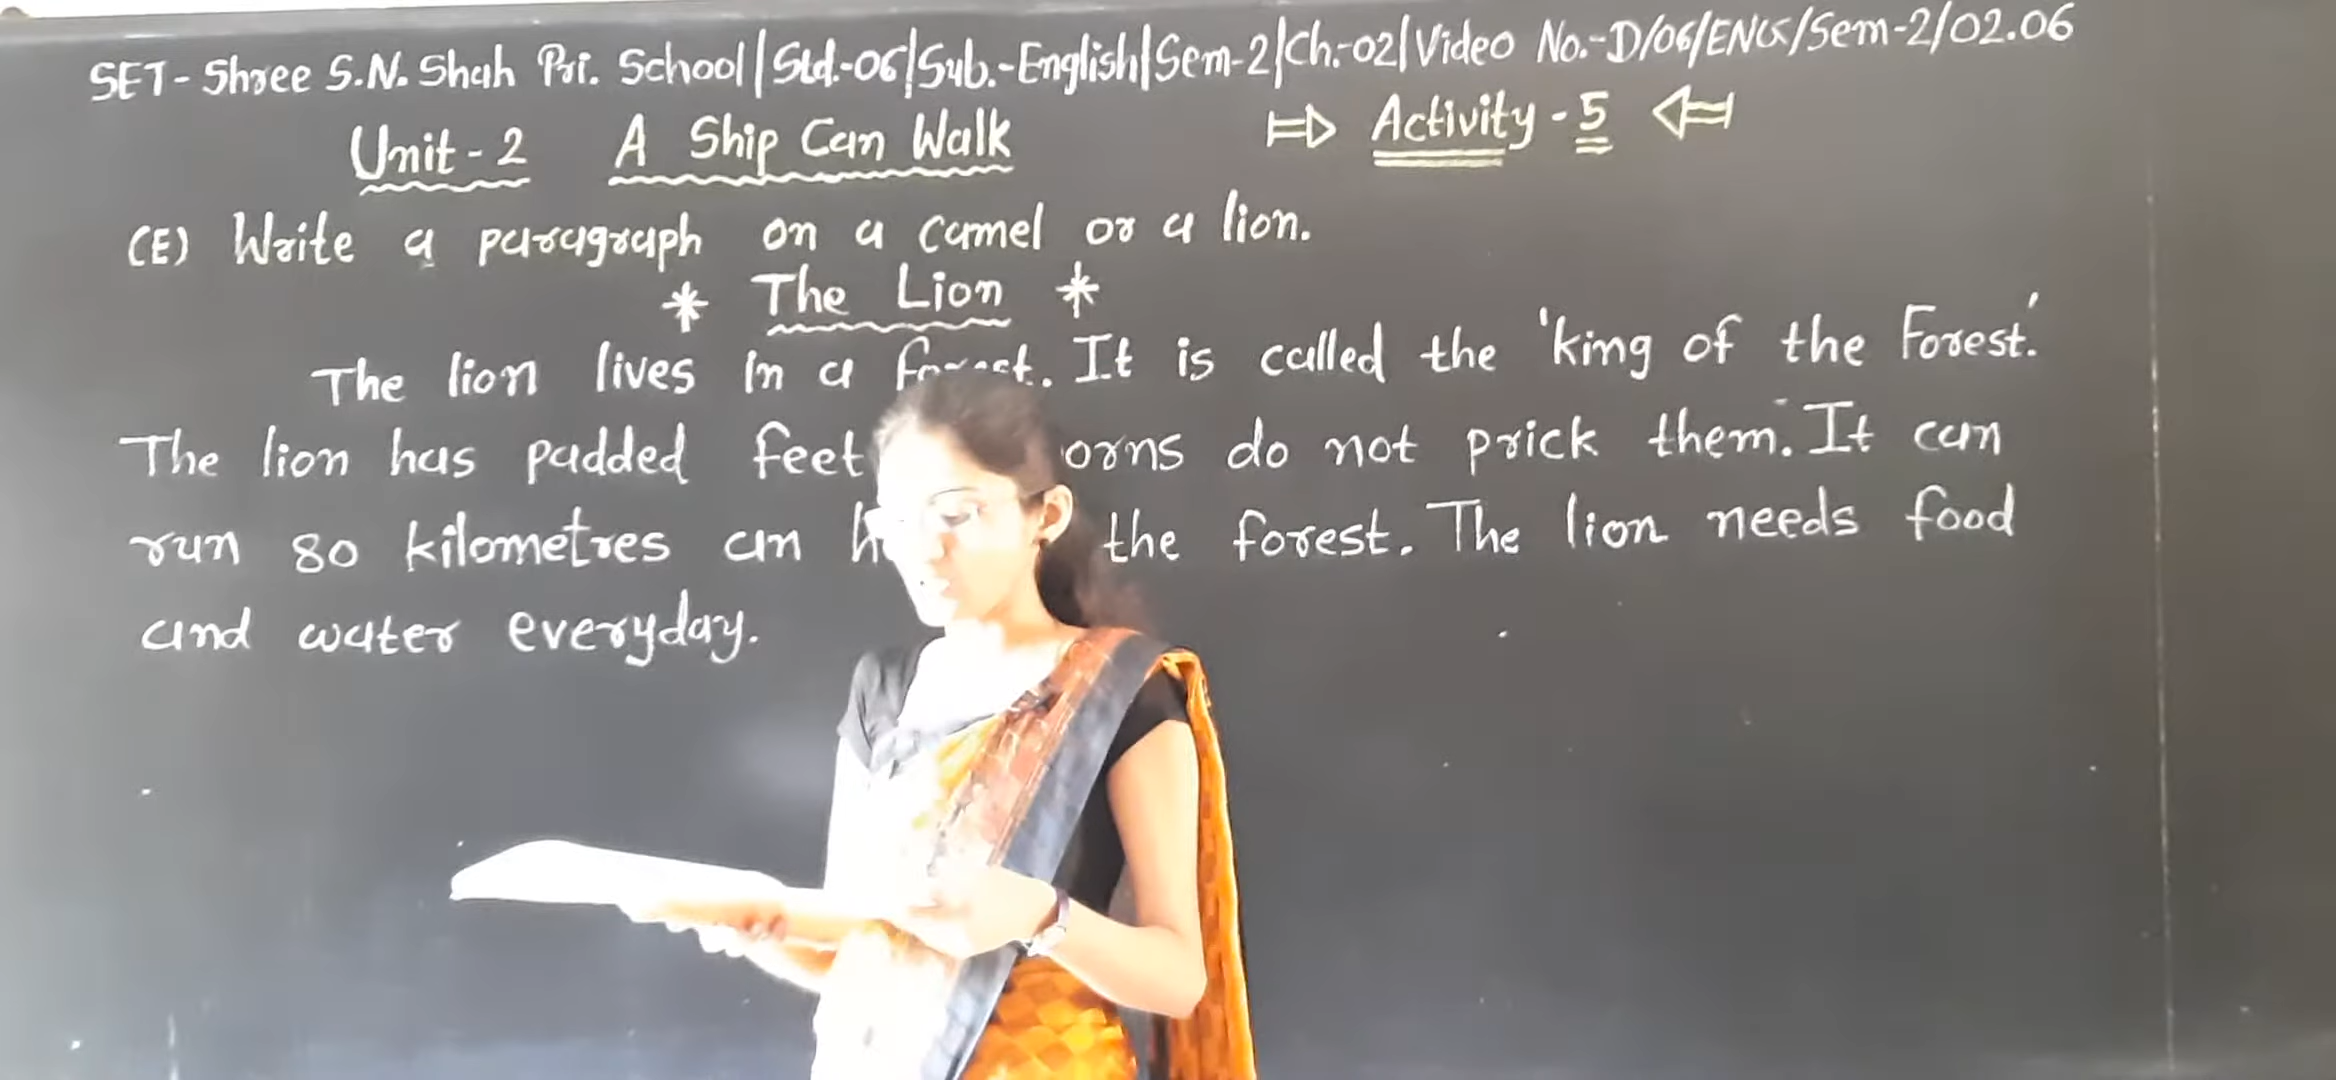 SET-Shree S.N. Shah Pri. School|Std.-06|Sub.-English|Sem-2|Ch.-02|Video No.-D/06/ENG/Sem-2/02.06
Unit-2 A Ship Can Walk ⇒ Activity-5 ⇐
(E) Write a paragraph on a camel or a lion.
* The Lion *
The lion lives in a forest. It is called the 'king of the Forest.'
The lion has padded feet do not prick them. It can
run 80 kilometres an the forest. The lion needs food
and water everyday.